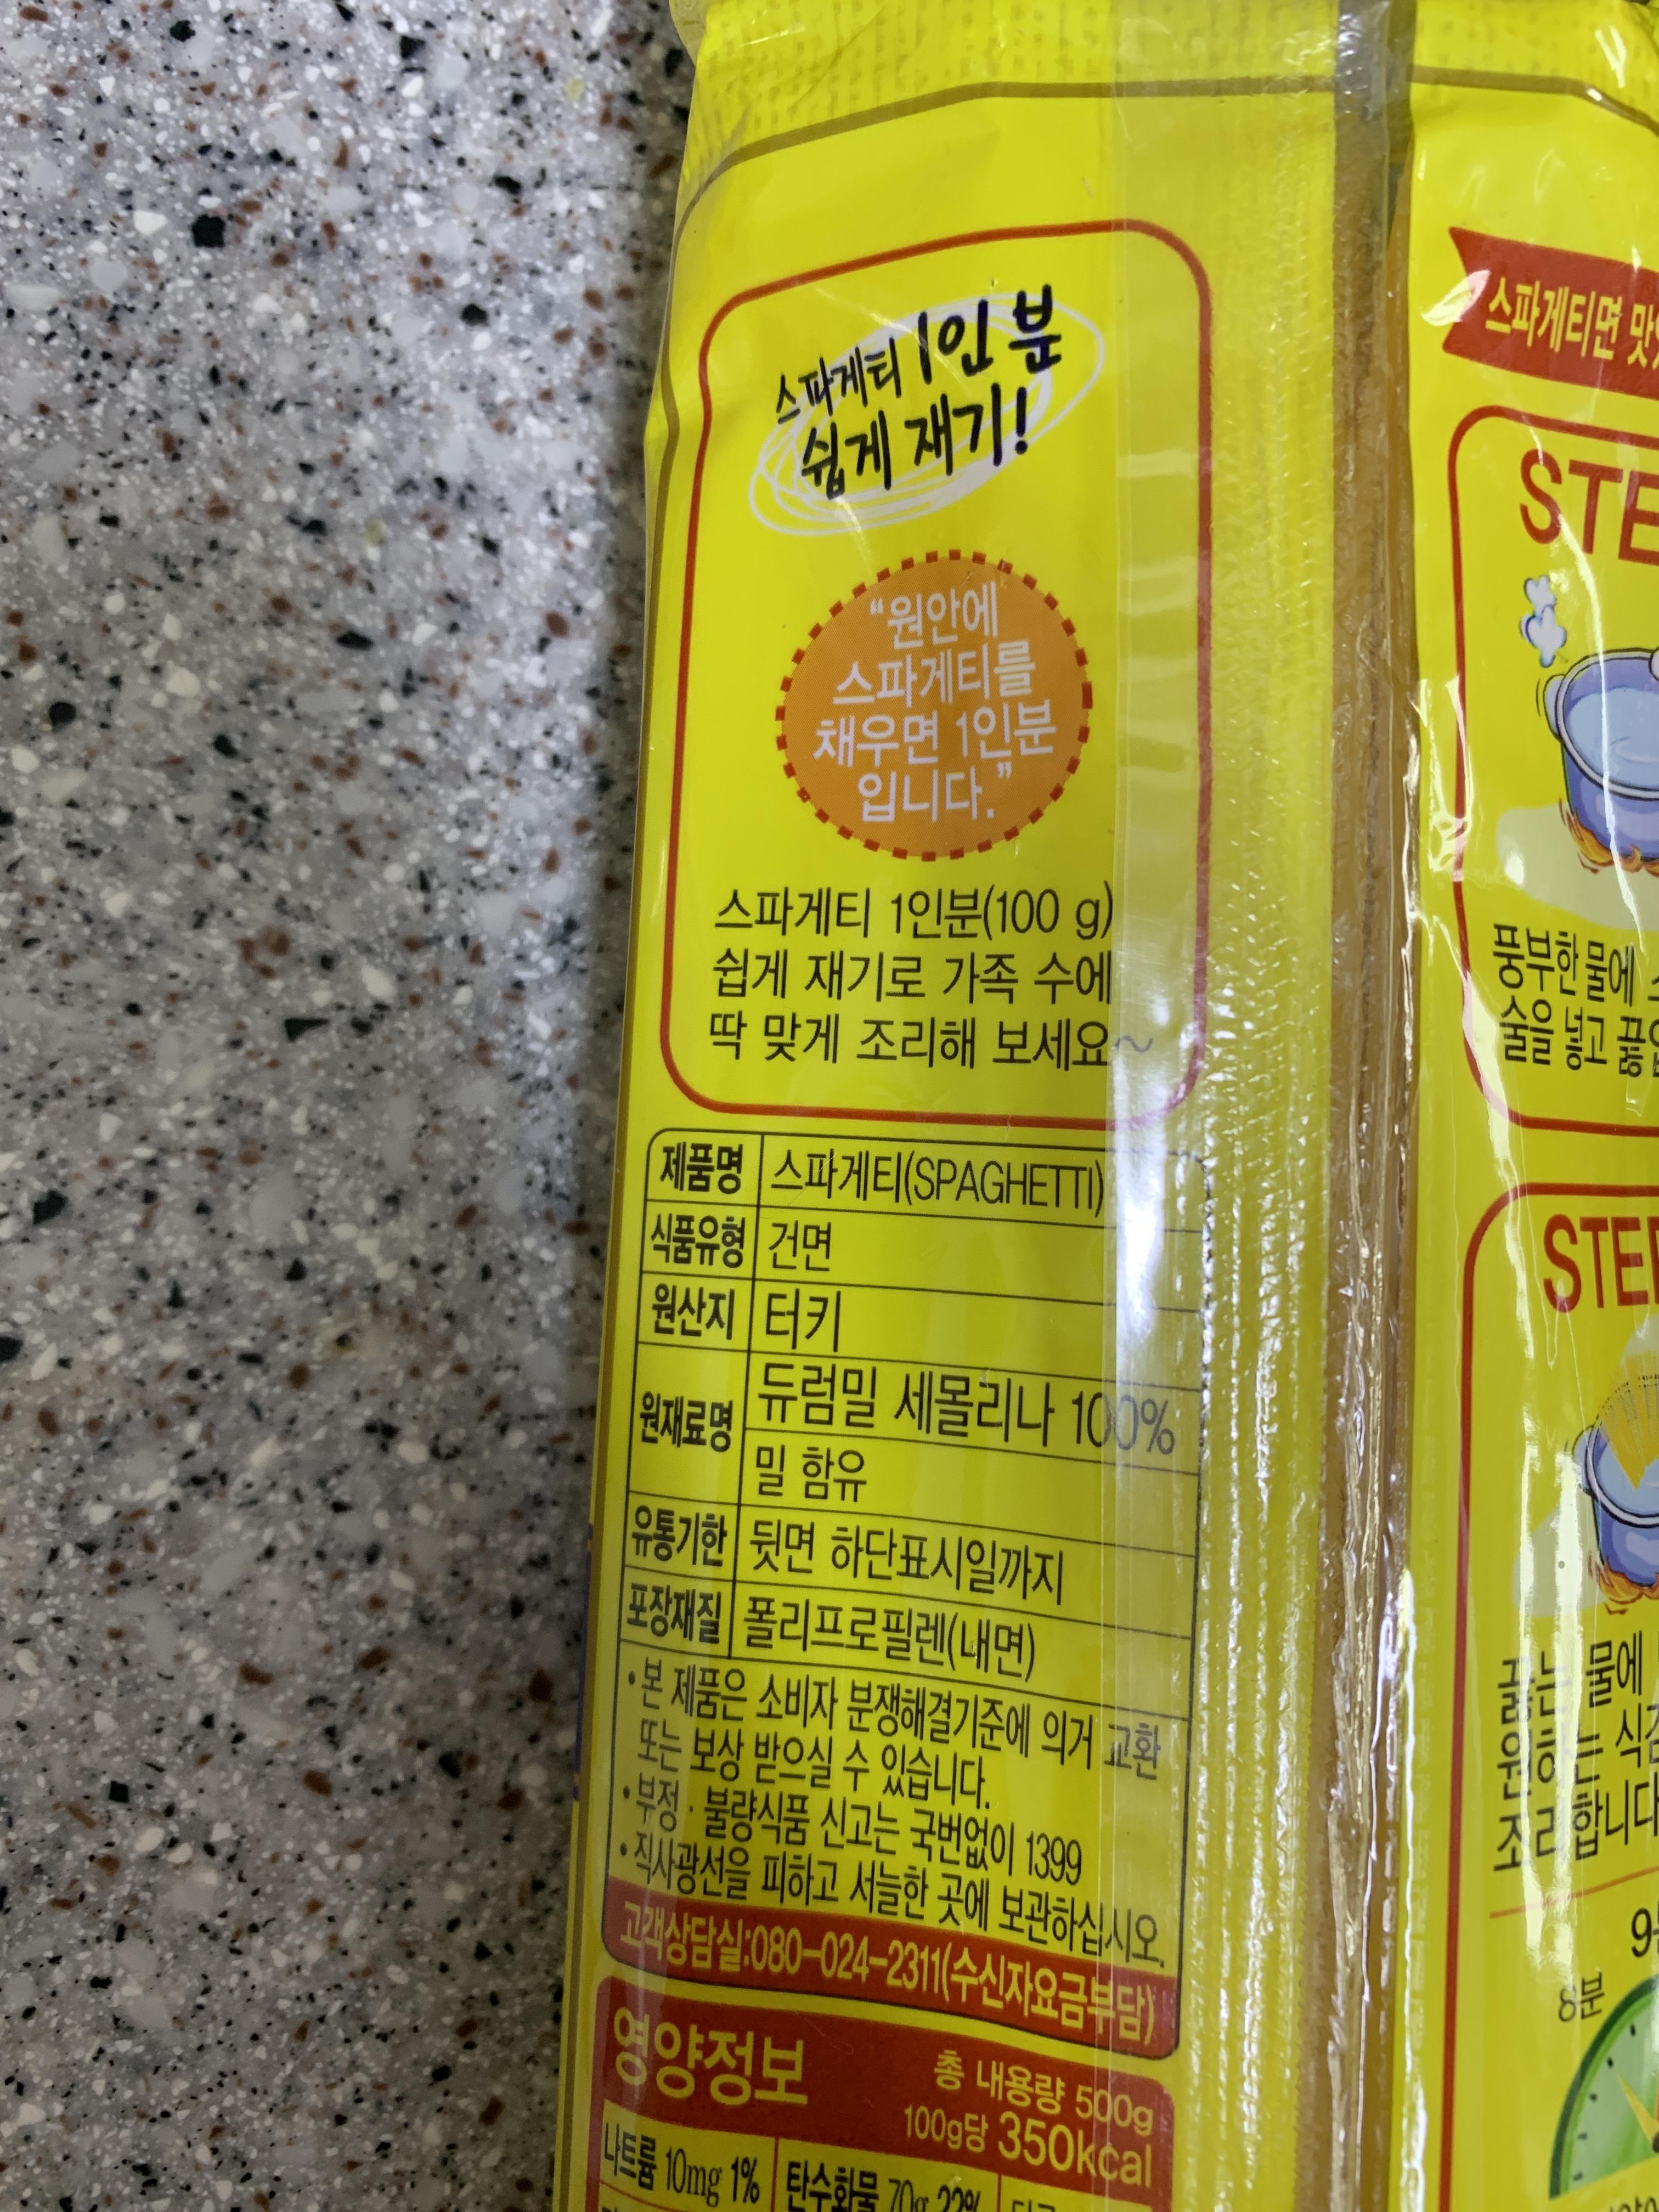 스파게티 1인분
쉽게 재기!
“원안에
스파게티를
채우면 1인분
입니다.”
스파게티 1인분(100 g)
쉽게 재기로 가족 수에
딱 맞게 조리해 보세요~
제품명 스파게티(SPAGHETTI)
식품유형 건면
원산지 터키
원재료명 듀럼밀 세몰리나 100%
밀 함유
유통기한 뒷면 하단표시일까지
포장재질 폴리프로필렌(내면)
•본 제품은 소비자 분쟁해결기준에 의거 교환
또는 보상 받으실 수 있습니다.
•부정·불량식품 신고는 국번없이 1399
•직사광선을 피하고 서늘한 곳에 보관하십시오.
고객상담실:080-024-2311(수신자요금부담)
영양정보
총 내용량 500g
100g당 350kcal
나트륨 10mg 1% 탄수화물 70g 22%
스파게티면
STE
풍부한 물에
술을 넣고
STEP
끓는 물에
원하는
조리합니다
8분